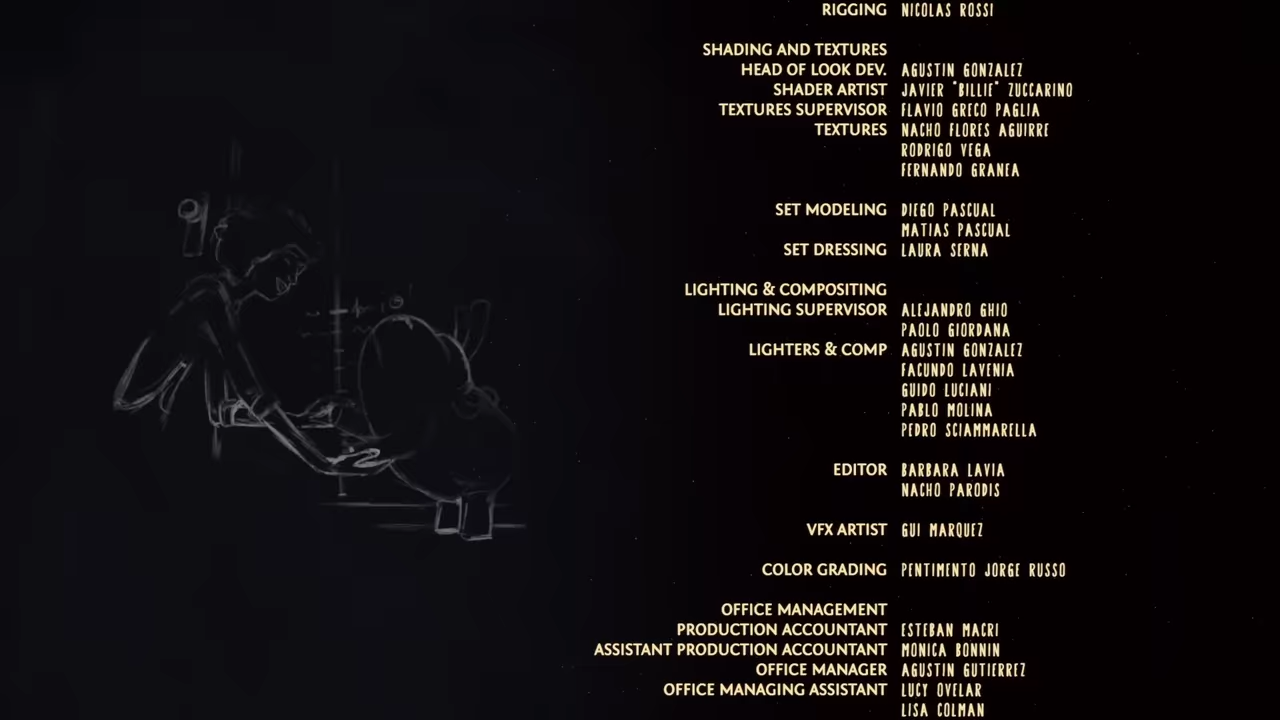 RIGGING NICOLAS ROSSI
SHADING AND TEXTURES
HEAD OF LOOK DEV. AGUSTIN GONZALEZ
SHADER ARTIST JAVIER "BILLIE" ZUCCARINO
TEXTURES SUPERVISOR FLAVIO GRECO PAGLIA
TEXTURES NACHO FLORES AGUIRRE
RODRIGO VEGA
FERNANDO GRANEA
SET MODELING DIEGO PASCUAL
MATIAS PASCUAL
SET DRESSING LAURA SERNA
LIGHTING & COMPOSITING
LIGHTING SUPERVISOR ALEJANDRO GHIO
PAOLO GIORDANA
LIGHTERS & COMP AGUSTIN GONZALEZ
FACUNDO LAVENIA
GUIDO LUCIANI
PABLO MOLINA
PEDRO SCIAMMARELLA
EDITOR BARBARA LAVIA
NACHO PARODIS
VFX ARTIST GUI MARQUEZ
COLOR GRADING PENTIMENTO JORGE RUSSO
OFFICE MANAGEMENT
PRODUCTION ACCOUNTANT ESTEBAN MACRI
ASSISTANT PRODUCTION ACCOUNTANT MONICA BONNIN
OFFICE MANAGER AGUSTIN GUTIERREZ
OFFICE MANAGING ASSISTANT LUCY OVELAR
LISA COLMAN